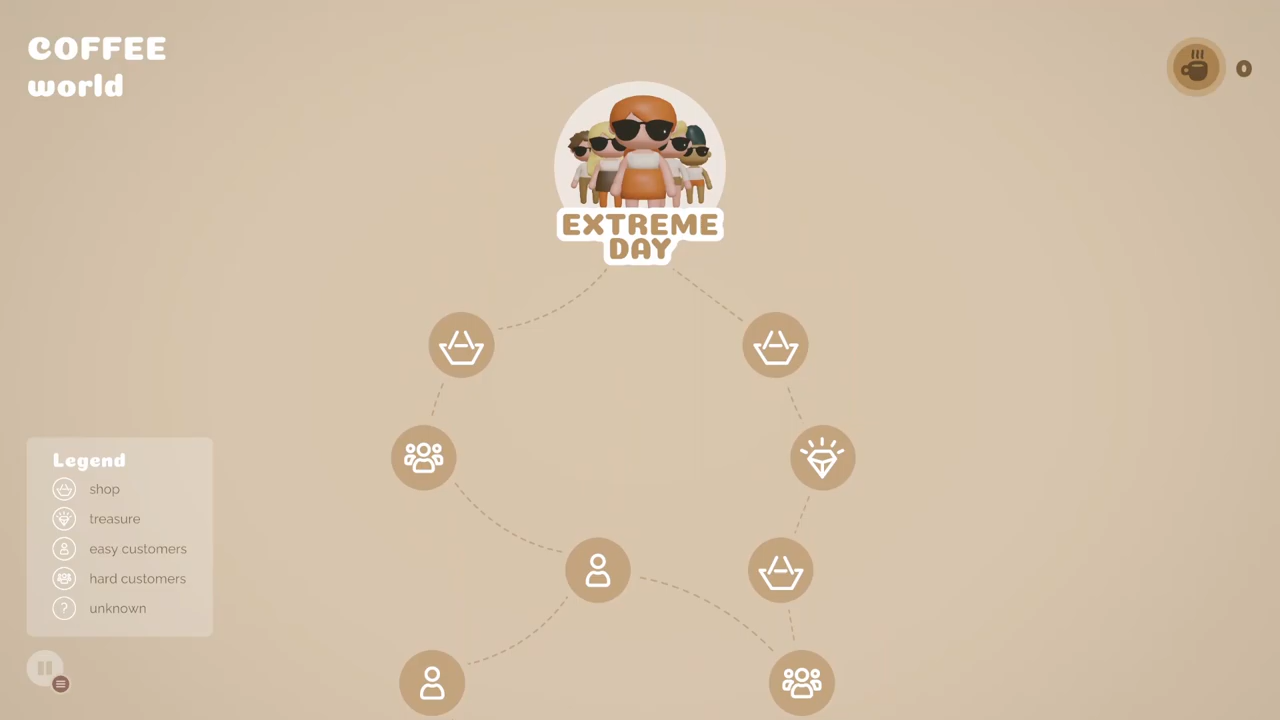 COFFEE
world
0
EXTREME
DAY
Legend
shop
treasure
easy customers
hard customers
? unknown